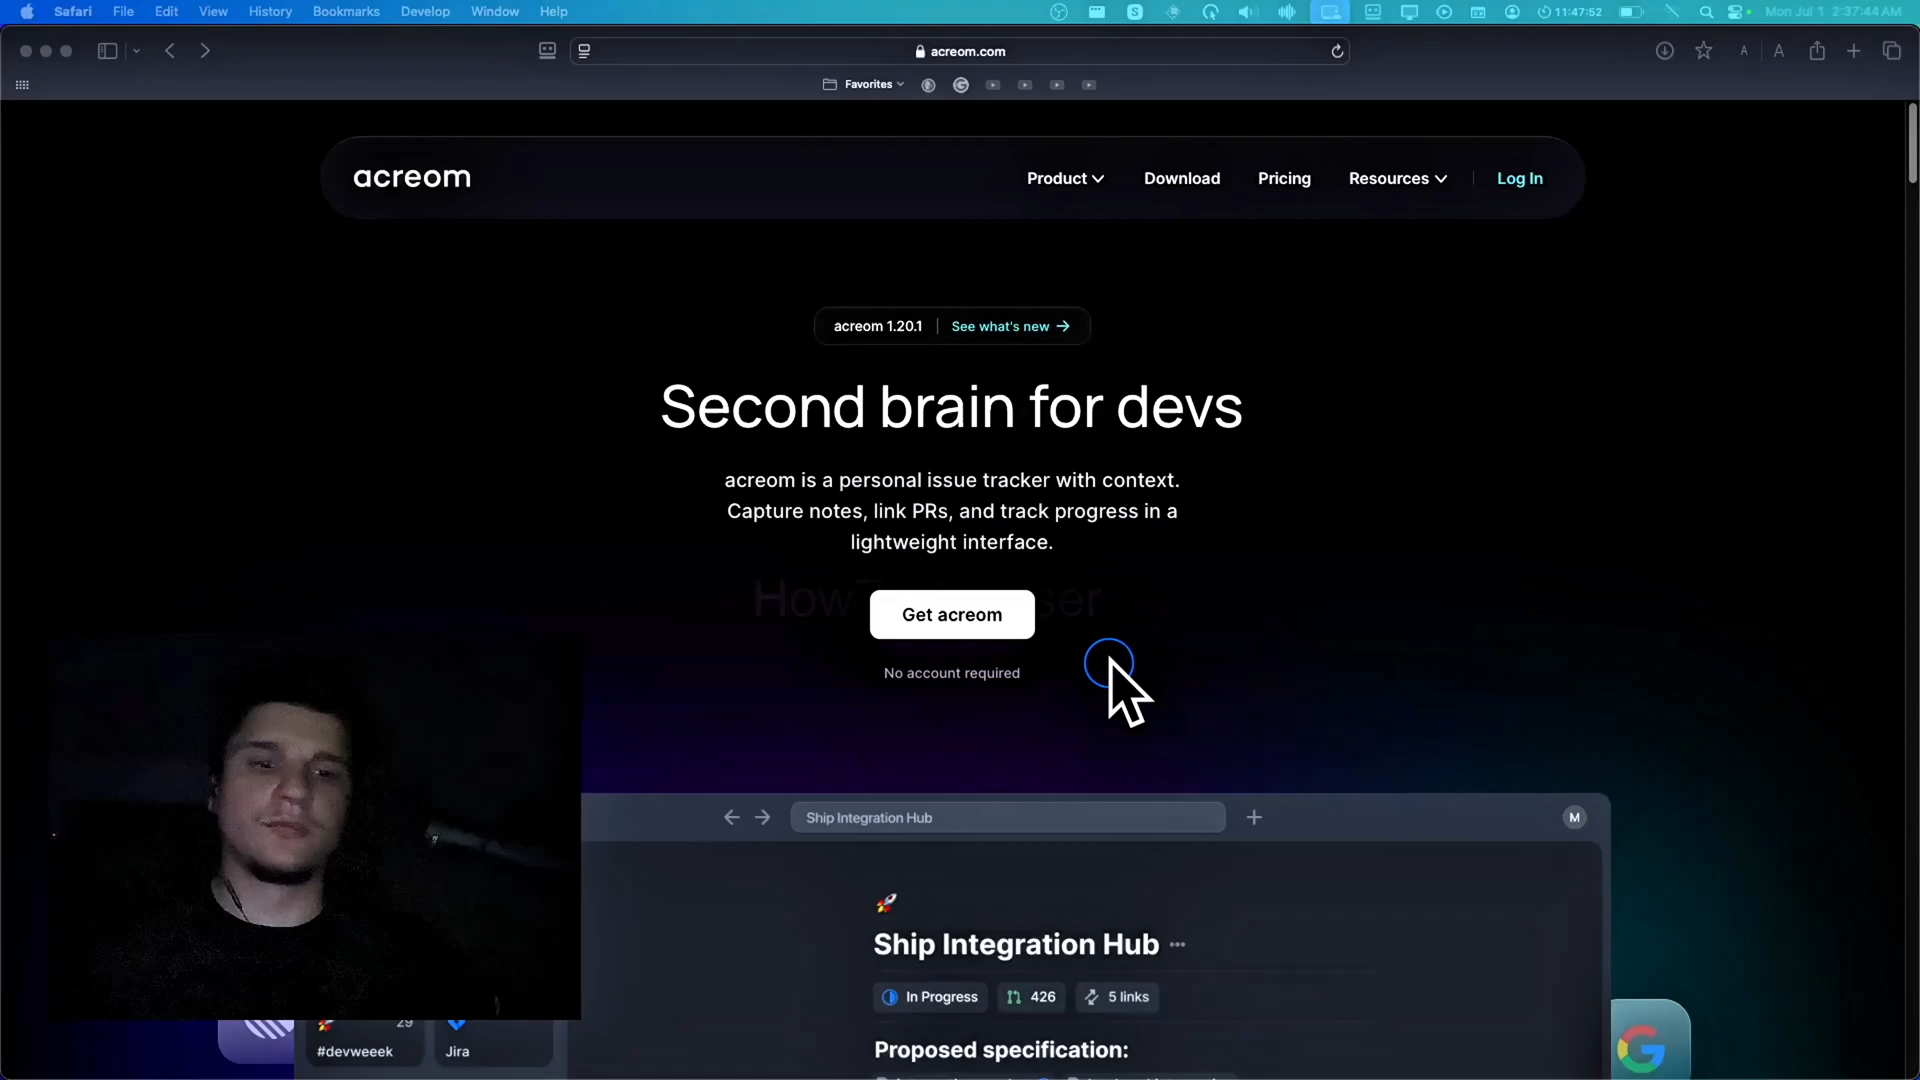 Safari File Edit View History Bookmarks Develop Window Help 11:47:52 Mon Jul 1 2:37:44 AM
acreom.com
Favorites
acreom Product Download Pricing Resources Log In
acreom 1.20.1 See what's new →
Second brain for devs
acreom is a personal issue tracker with context.
Capture notes, link PRs, and track progress in a
lightweight interface.
Get acreom
No account required
Ship Integration Hub M
Ship Integration Hub
In Progress 426 5 links
Proposed specification:
29
#devweeek Jira